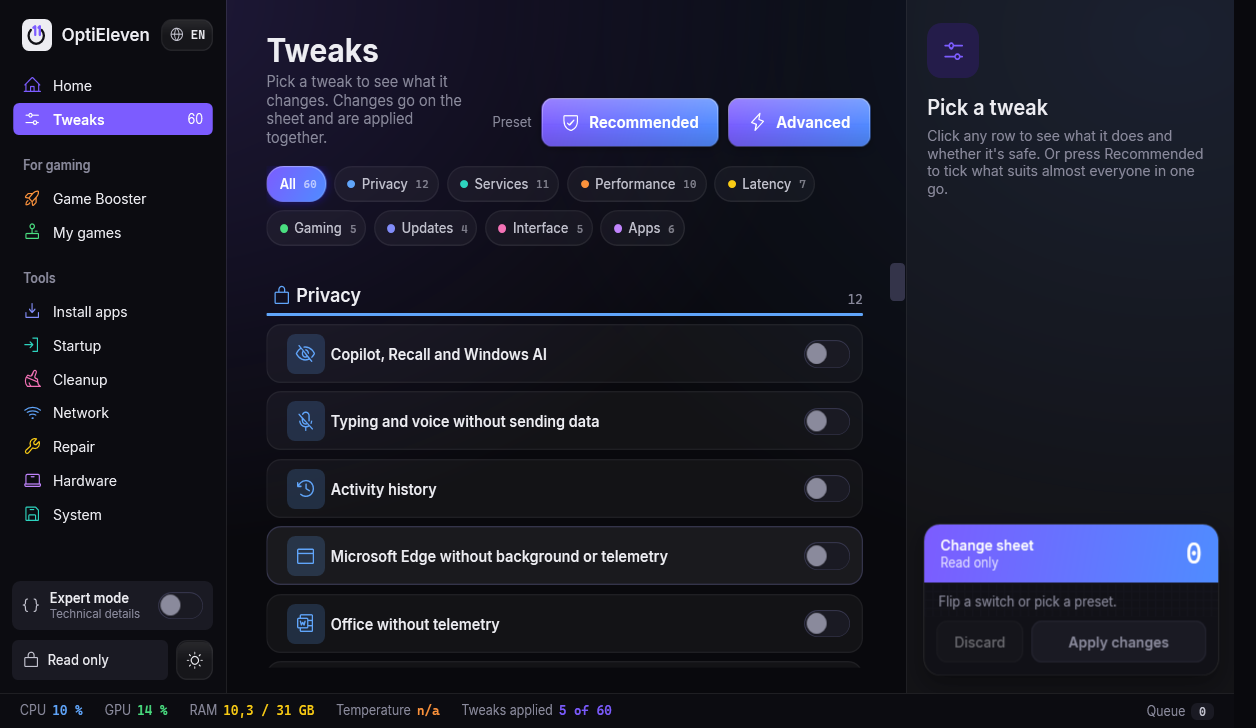 OptiEleven
EN
Home
Tweaks 60
For gaming
Game Booster
My games
Tools
Install apps
Startup
Cleanup
Network
Repair
Hardware
System
Expert mode
Technical details
Read only
Tweaks
Pick a tweak to see what it
changes. Changes go on the
sheet and are applied
together.
Preset
Recommended
Advanced
All 60
Privacy 12
Services 11
Performance 10
Latency 7
Gaming 5
Updates 4
Interface 5
Apps 6
Privacy 12
Copilot, Recall and Windows AI
Typing and voice without sending data
Activity history
Microsoft Edge without background or telemetry
Office without telemetry
Pick a tweak
Click any row to see what it does and
whether it's safe. Or press Recommended
to tick what suits almost everyone in one
go.
Change sheet
Read only
0
Flip a switch or pick a preset.
Discard
Apply changes
CPU 10 % GPU 14 % RAM 10,3 / 31 GB Temperature n/a Tweaks applied 5 of 60 Queue 0